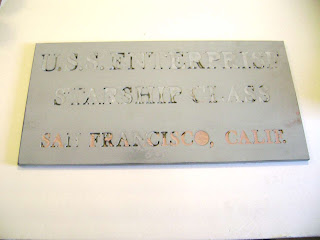 U.S.S. ENTERPRISE
STARSHIP CLASS
SAN FRANCISCO, CALIF.